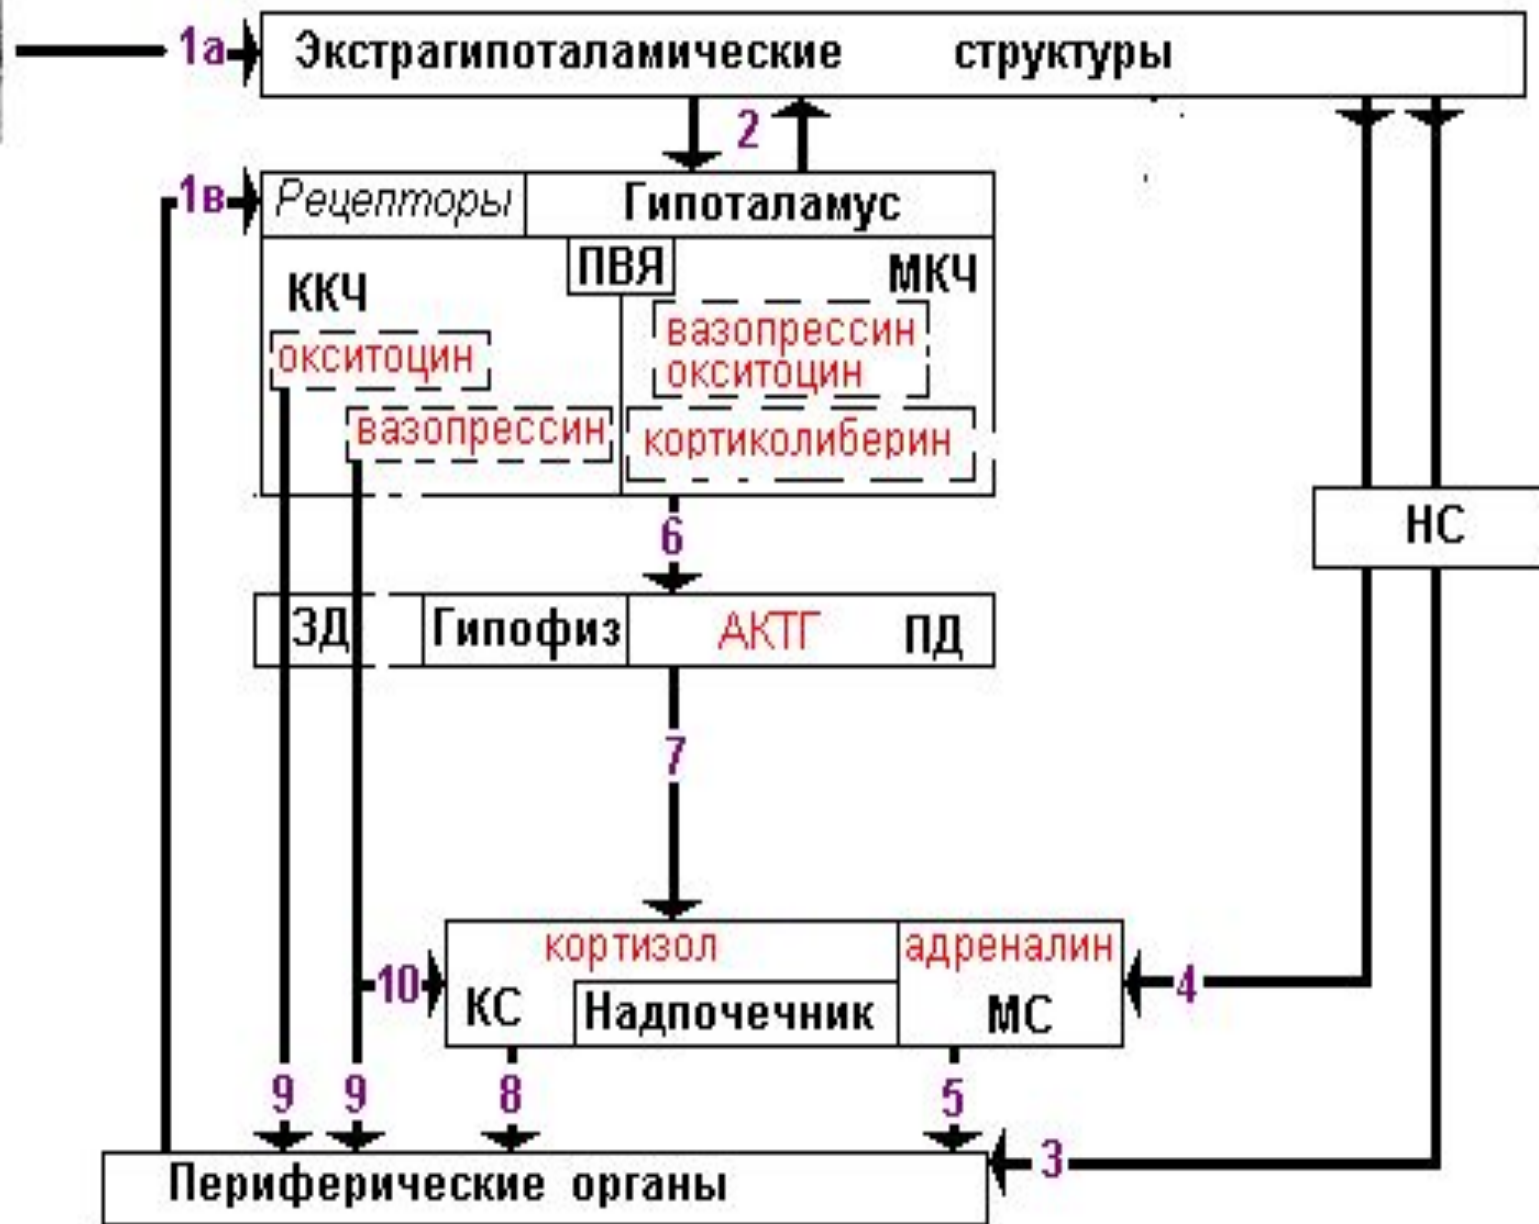 1а
Экстрагипоталамические структуры
2
1в
Рецепторы
Гипоталамус
ПВЯ
ККЧ
МКЧ
окситоцин
вазопрессин
вазопрессин
окситоцин
кортиколиберин
НС
6
ЗД
Гипофиз
АКТГ
ПД
7
кортизол
адреналин
10
КС
Надпочечник
МС
4
9
9
8
5
3
Периферические органы